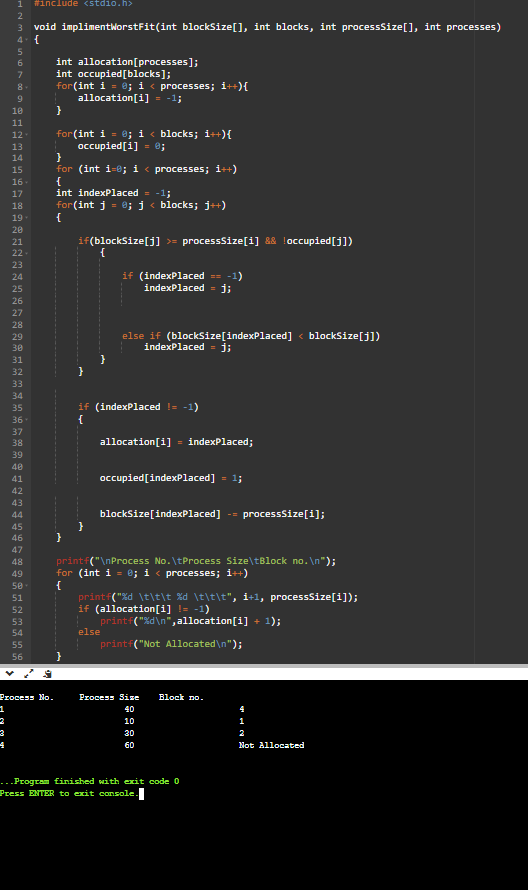 1 #include <stdio.h>
2
3 void implimentWorstFit(int blockSize[], int blocks, int processSize[], int processes)
4 {
5
6 int allocation[processes];
7 int occupied[blocks];
8 for(int i = 0; i < processes; i++){
9 allocation[i] = -1;
10 }
11
12 for(int i = 0; i < blocks; i++){
13 occupied[i] = 0;
14 }
15 for (int i=0; i < processes; i++)
16 {
17 int indexPlaced = -1;
18 for(int j = 0; j < blocks; j++)
19 {
20
21 if(blockSize[j] >= processSize[i] && !occupied[j])
22 {
23
24 if (indexPlaced == -1)
25 indexPlaced = j;
26
27
28
29 else if (blockSize[indexPlaced] < blockSize[j])
30 indexPlaced = j;
31 }
32 }
33
34
35 if (indexPlaced != -1)
36 {
37
38 allocation[i] = indexPlaced;
39
40
41 occupied[indexPlaced] = 1;
42
43
44 blockSize[indexPlaced] -= processSize[i];
45 }
46 }
47
48 printf("\nProcess No.\tProcess Size\tBlock no.\n");
49 for (int i = 0; i < processes; i++)
50 {
51 printf("%d \t\t\t %d \t\t\t", i+1, processSize[i]);
52 if (allocation[i] != -1)
53 printf("%d\n",allocation[i] + 1);
54 else
55 printf("Not Allocated\n");
56 }
Process No. Process Size Block no.
1 40 4
2 10 1
3 30 2
4 60 Not Allocated
...Program finished with exit code 0
Press ENTER to exit console.